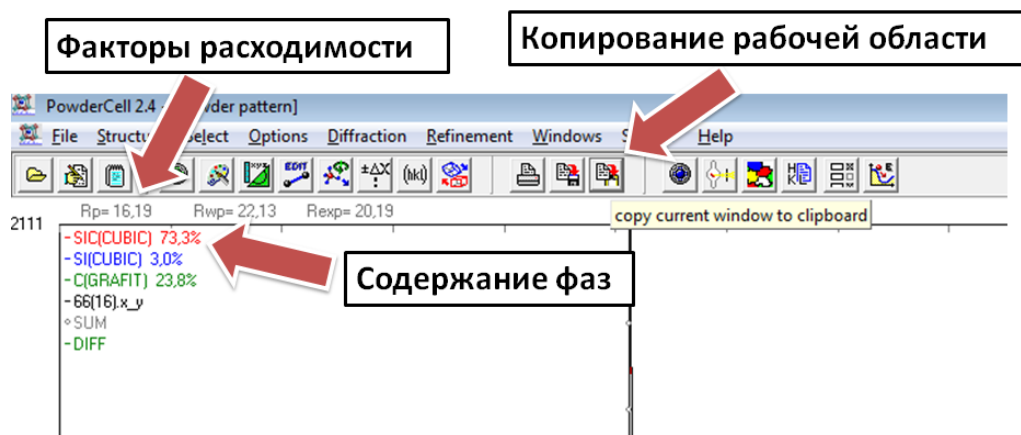 Факторы расходимости
Копирование рабочей области
PowderCell 2.4 - wder pattern]
File Structu Select Options Diffraction Refinement Windows S Help
EDIT ±ΔX (hkl)
Rp= 16,19 Rwp= 22,13 Rexp= 20,19
copy current window to clipboard
2111
-SIC(CUBIC) 73,3%
-SI(CUBIC) 3,0%
-C(GRAFIT) 23,8%
-66(16).x_y
◦SUM
-DIFF
Содержание фаз